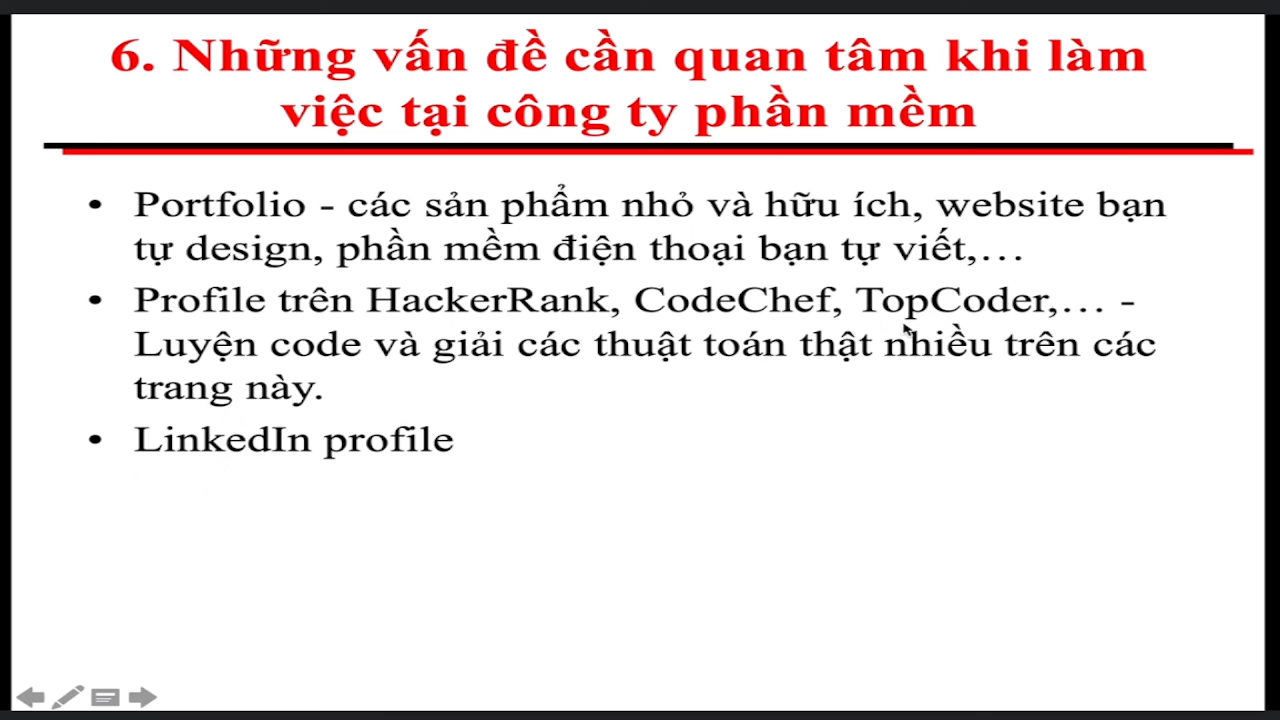 6. Những vấn đề cần quan tâm khi làm
việc tại công ty phần mềm
• Portfolio - các sản phẩm nhỏ và hữu ích, website bạn
tự design, phần mềm điện thoại bạn tự viết,…
• Profile trên HackerRank, CodeChef, TopCoder,… -
Luyện code và giải các thuật toán thật nhiều trên các
trang này.
• LinkedIn profile